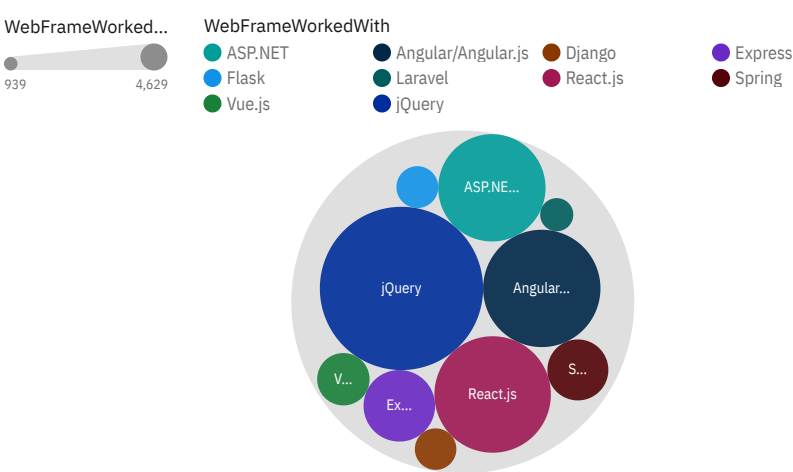 WebFrameWorked... WebFrameWorkedWith
ASP.NET Angular/Angular.js Django Express
939 4,629 Flask Laravel React.js Spring
Vue.js jQuery
ASP.NE...
jQuery Angular...
V... S...
Ex... React.js